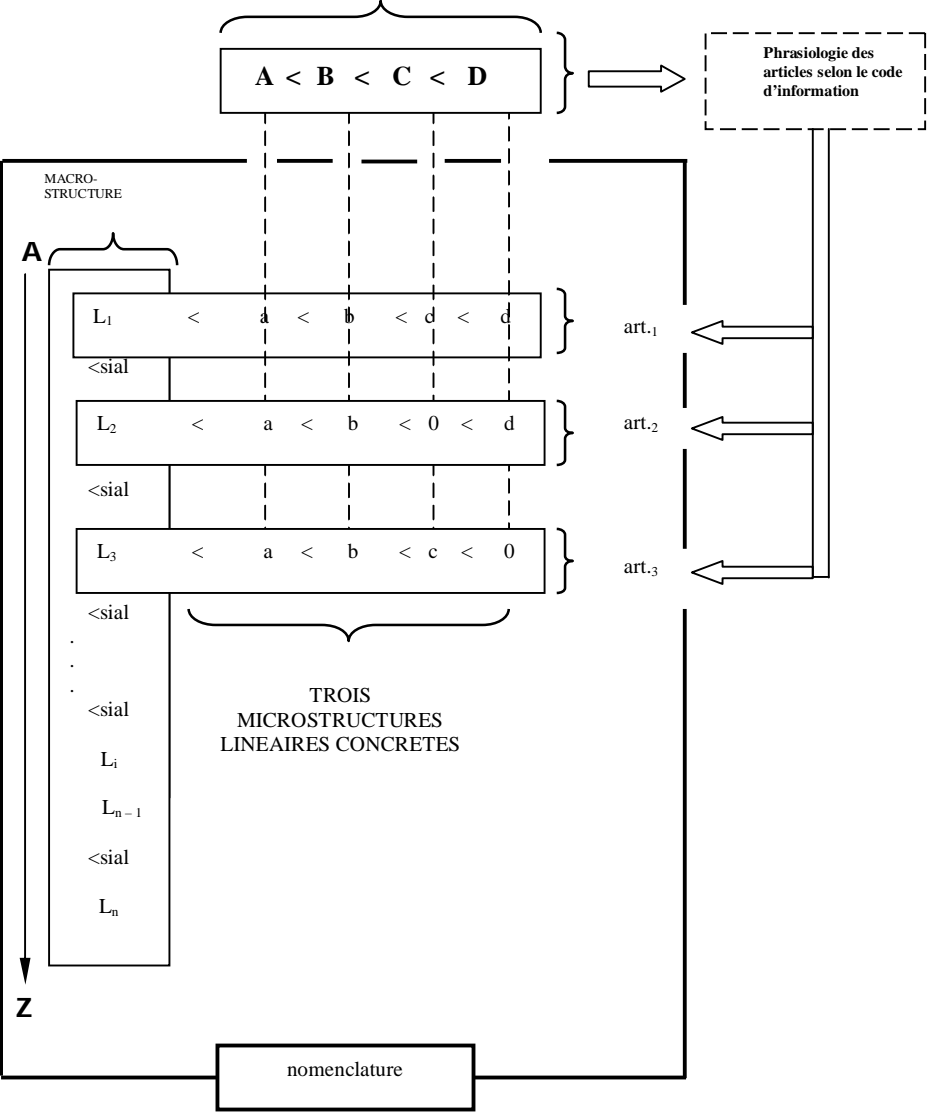 A < B < C < D
Phrasiologie des
articles selon le code
d'information
MACRO-
STRUCTURE
A
L1 < a < b < c < d
art.1
<sial
L2 < a < b < 0 < d
art.2
<sial
L3 < a < b < c < 0
art.3
<sial
.
.
.
<sial
TROIS
MICROSTRUCTURES
LINEAIRES CONCRETES
Li
Ln – 1
<sial
Ln
Z
nomenclature